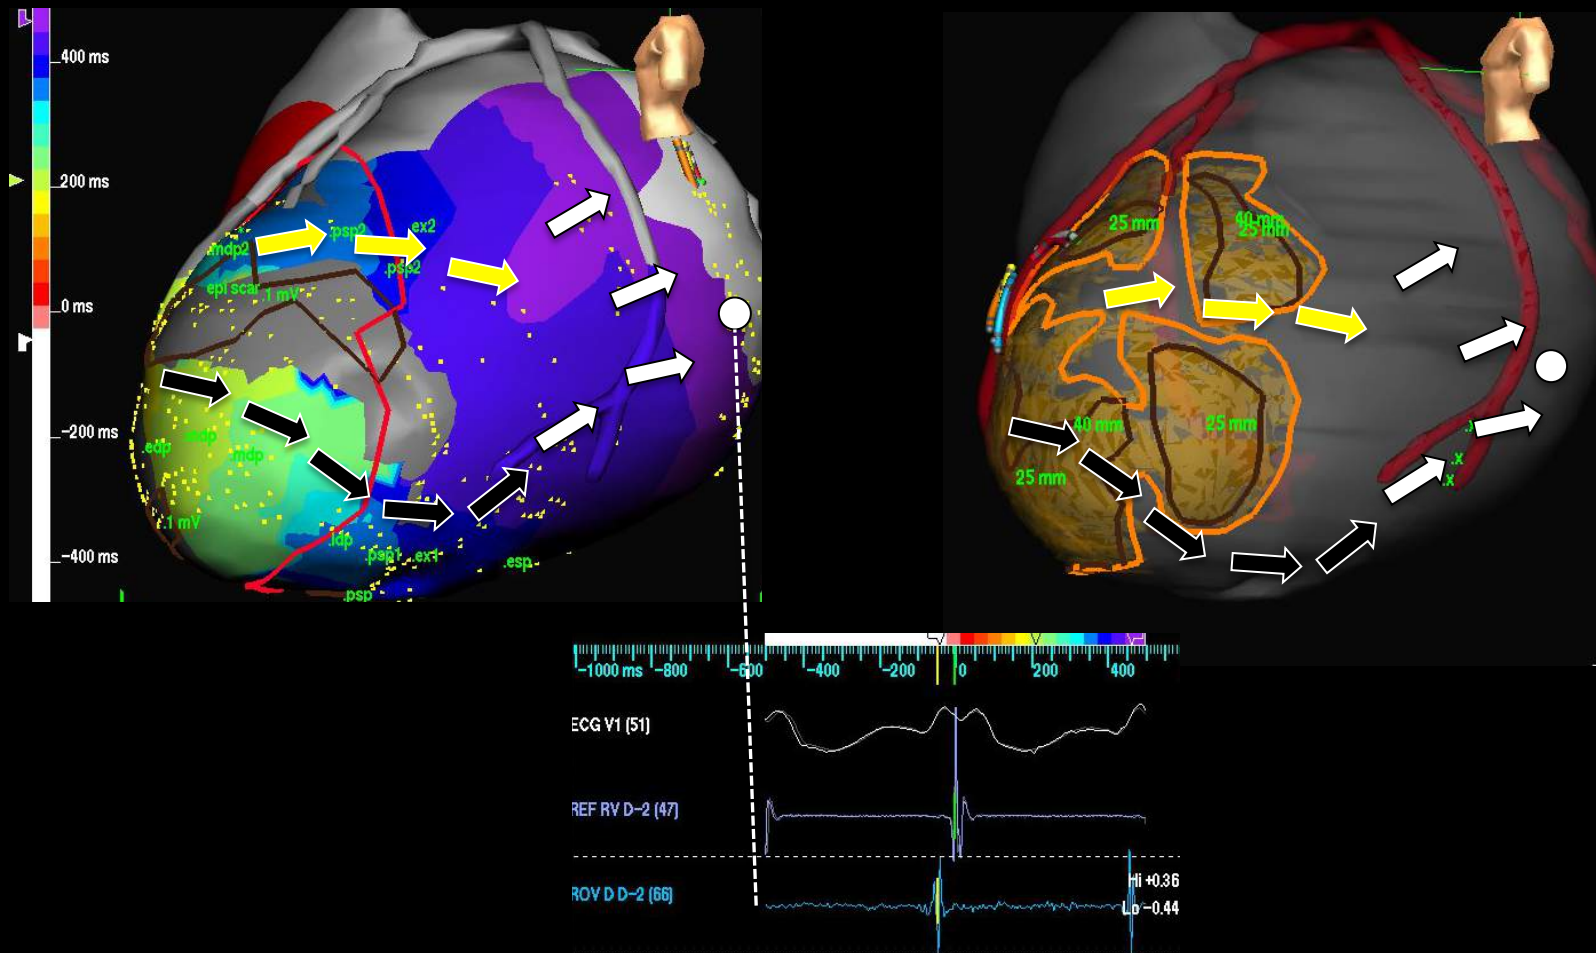 400 ms
200 ms
0 ms
-200 ms
-400 ms
.mdp2
.psp2
ex2
.psp2
epi scar
.1 mV
.edp
.mdp
.mdp
.1 mV
.ldp
.psp1
.ex1
.esp
.psp
25 mm
40 mm
25 mm
40 mm
25 mm
25 mm
.x
.x
.x
-1000 ms
-800
-600
-400
-200
0
200
400
ECG V1 (51)
REF RV D-2 (47)
ROV D D-2 (66)
Hi +0.36
Lo -0.44